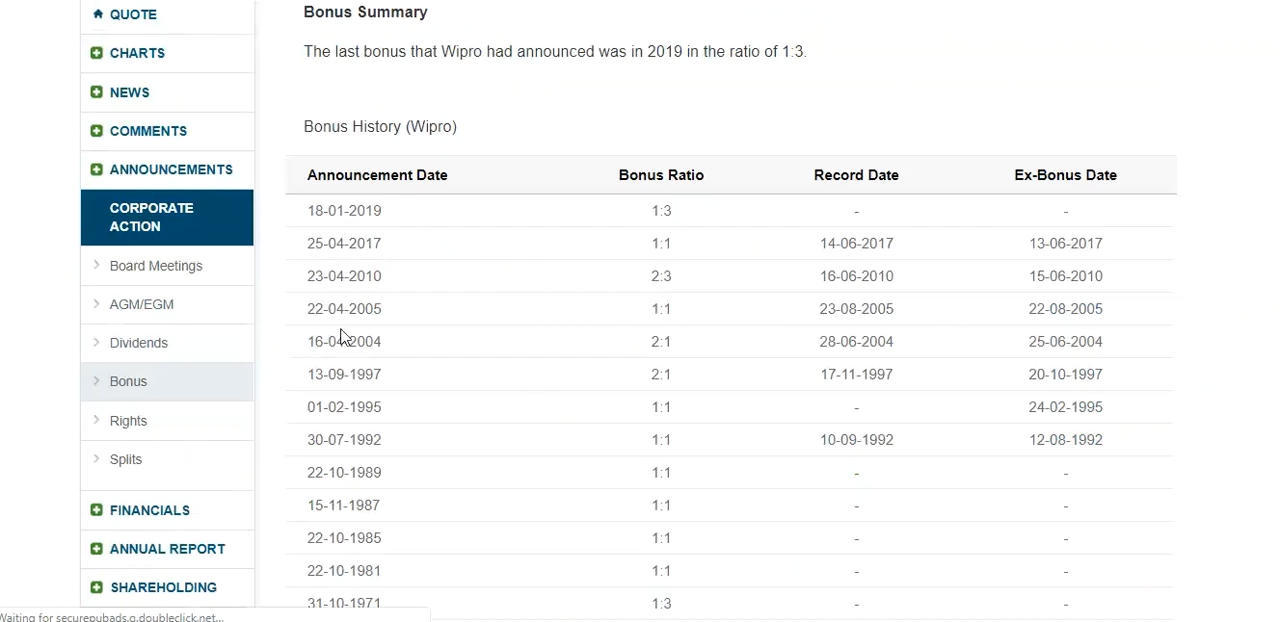 QUOTE
CHARTS
NEWS
COMMENTS
ANNOUNCEMENTS
CORPORATE
ACTION
Board Meetings
AGM/EGM
Dividends
Bonus
Rights
Splits
FINANCIALS
ANNUAL REPORT
SHAREHOLDING
Bonus Summary
The last bonus that Wipro had announced was in 2019 in the ratio of 1:3.
Bonus History (Wipro)
Announcement Date Bonus Ratio Record Date Ex-Bonus Date
18-01-2019 1:3 - -
25-04-2017 1:1 14-06-2017 13-06-2017
23-04-2010 2:3 16-06-2010 15-06-2010
22-04-2005 1:1 23-08-2005 22-08-2005
16-04-2004 2:1 28-06-2004 25-06-2004
13-09-1997 2:1 17-11-1997 20-10-1997
01-02-1995 1:1 - 24-02-1995
30-07-1992 1:1 10-09-1992 12-08-1992
22-10-1989 1:1 - -
15-11-1987 1:1 - -
22-10-1985 1:1 - -
22-10-1981 1:1 - -
31-10-1971 1:3 - -
Waiting for securepubads.g.doubleclick.net...